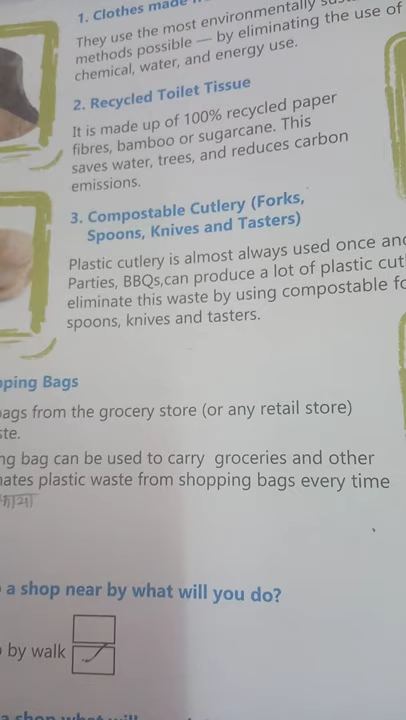 1. Clothes made
They use the most environmentally
methods possible — by eliminating the use of
chemical, water, and energy use.
2. Recycled Toilet Tissue
It is made up of 100% recycled paper
fibres, bamboo or sugarcane. This
saves water, trees, and reduces carbon
emissions.
3. Compostable Cutlery (Forks,
Spoons, Knives and Tasters)
Plastic cutlery is almost always used once and
Parties, BBQs,can produce a lot of plastic cutl
eliminate this waste by using compostable fo
spoons, knives and tasters.
pping Bags
bags from the grocery store (or any retail store)
ste.
ng bag can be used to carry groceries and other
nates plastic waste from shopping bags every time
a shop near by what will you do?
by walk
a shop what will